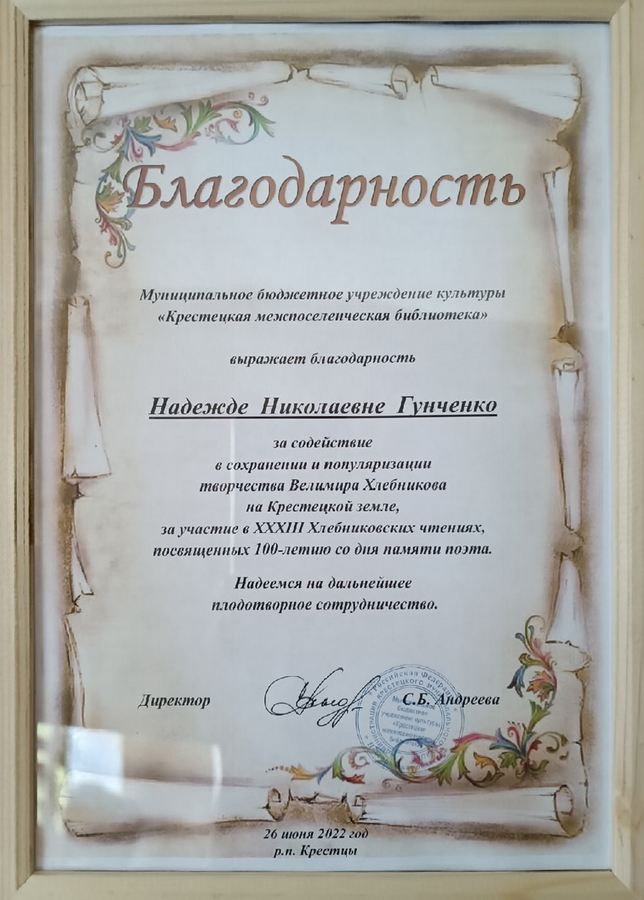 Благодарность
Муниципальное бюджетное учреждение культуры
«Крестецкая межпоселенческая библиотека»
выражает благодарность
Надежде Николаевне Гунченко
за содействие
в сохранении и популяризации
творчества Велимира Хлебникова
на Крестецкой земле,
за участие в XXXIII Хлебниковских чтениях,
посвященных 100-летию со дня памяти поэта.
Надеемся на дальнейшее
плодотворное сотрудничество.
Директор
С.Б. Андреева
Российская Федерация
26 июня 2022 год
р.п. Крестцы